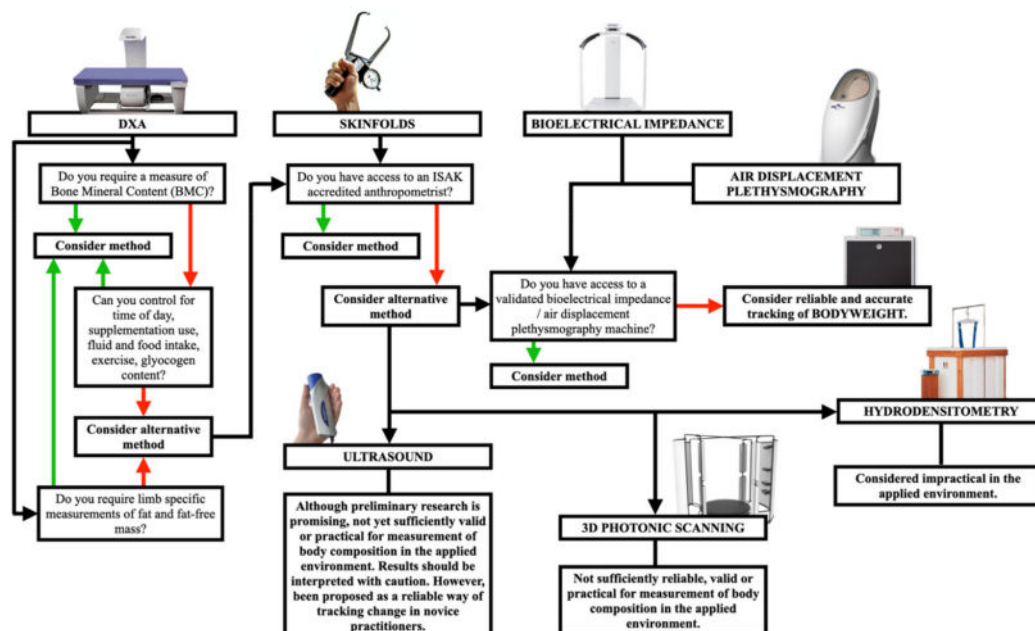 DXA
Do you require a measure of
Bone Mineral Content (BMC)?
Consider method
Can you control for
time of day,
supplementation use,
fluid and food intake,
exercise, glyocogen
content?
Consider alternative
method
Do you require limb specific
measurements of fat and fat-free
mass?
SKINFOLDS
Do you have access to an ISAK
accredited anthropometrist?
Consider method
Consider alternative
method
BIOELECTRICAL IMPEDANCE
AIR DISPLACEMENT
PLETHYSMOGRAPHY
Do you have access to a
validated bioelectrical impedance
/ air displacement
plethysmography machine?
Consider method
Consider reliable and accurate
tracking of BODYWEIGHT.
HYDRODENSITOMETRY
Considered impractical in the
applied environment.
ULTRASOUND
Although preliminary research is
promising, not yet sufficiently valid
or practical for measurement of
body composition in the applied
environment. Results should be
interpreted with caution. However,
been proposed as a reliable way of
tracking change in novice
practitioners.
3D PHOTONIC SCANNING
Not sufficiently reliable, valid or
practical for measurement of body
composition in the applied
environment.